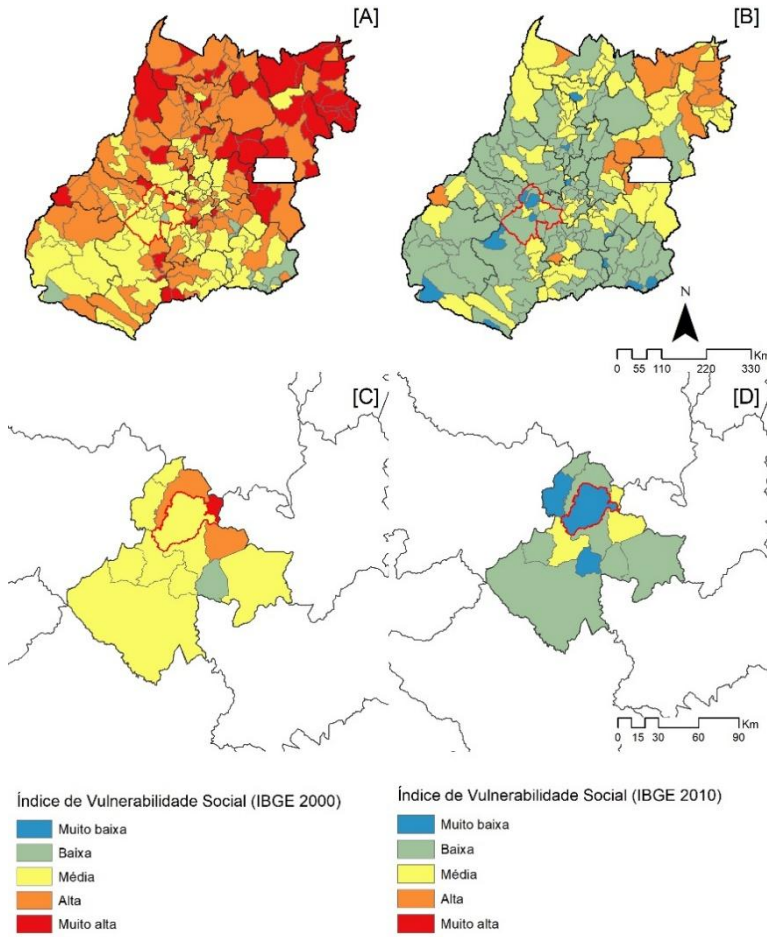 [A]
[B]
N
Km
0 55 110 220 330
[C]
[D]
Km
0 15 30 60 90
Índice de Vulnerabilidade Social (IBGE 2000)
Muito baixa
Baixa
Média
Alta
Muito alta
Índice de Vulnerabilidade Social (IBGE 2010)
Muito baixa
Baixa
Média
Alta
Muito alta